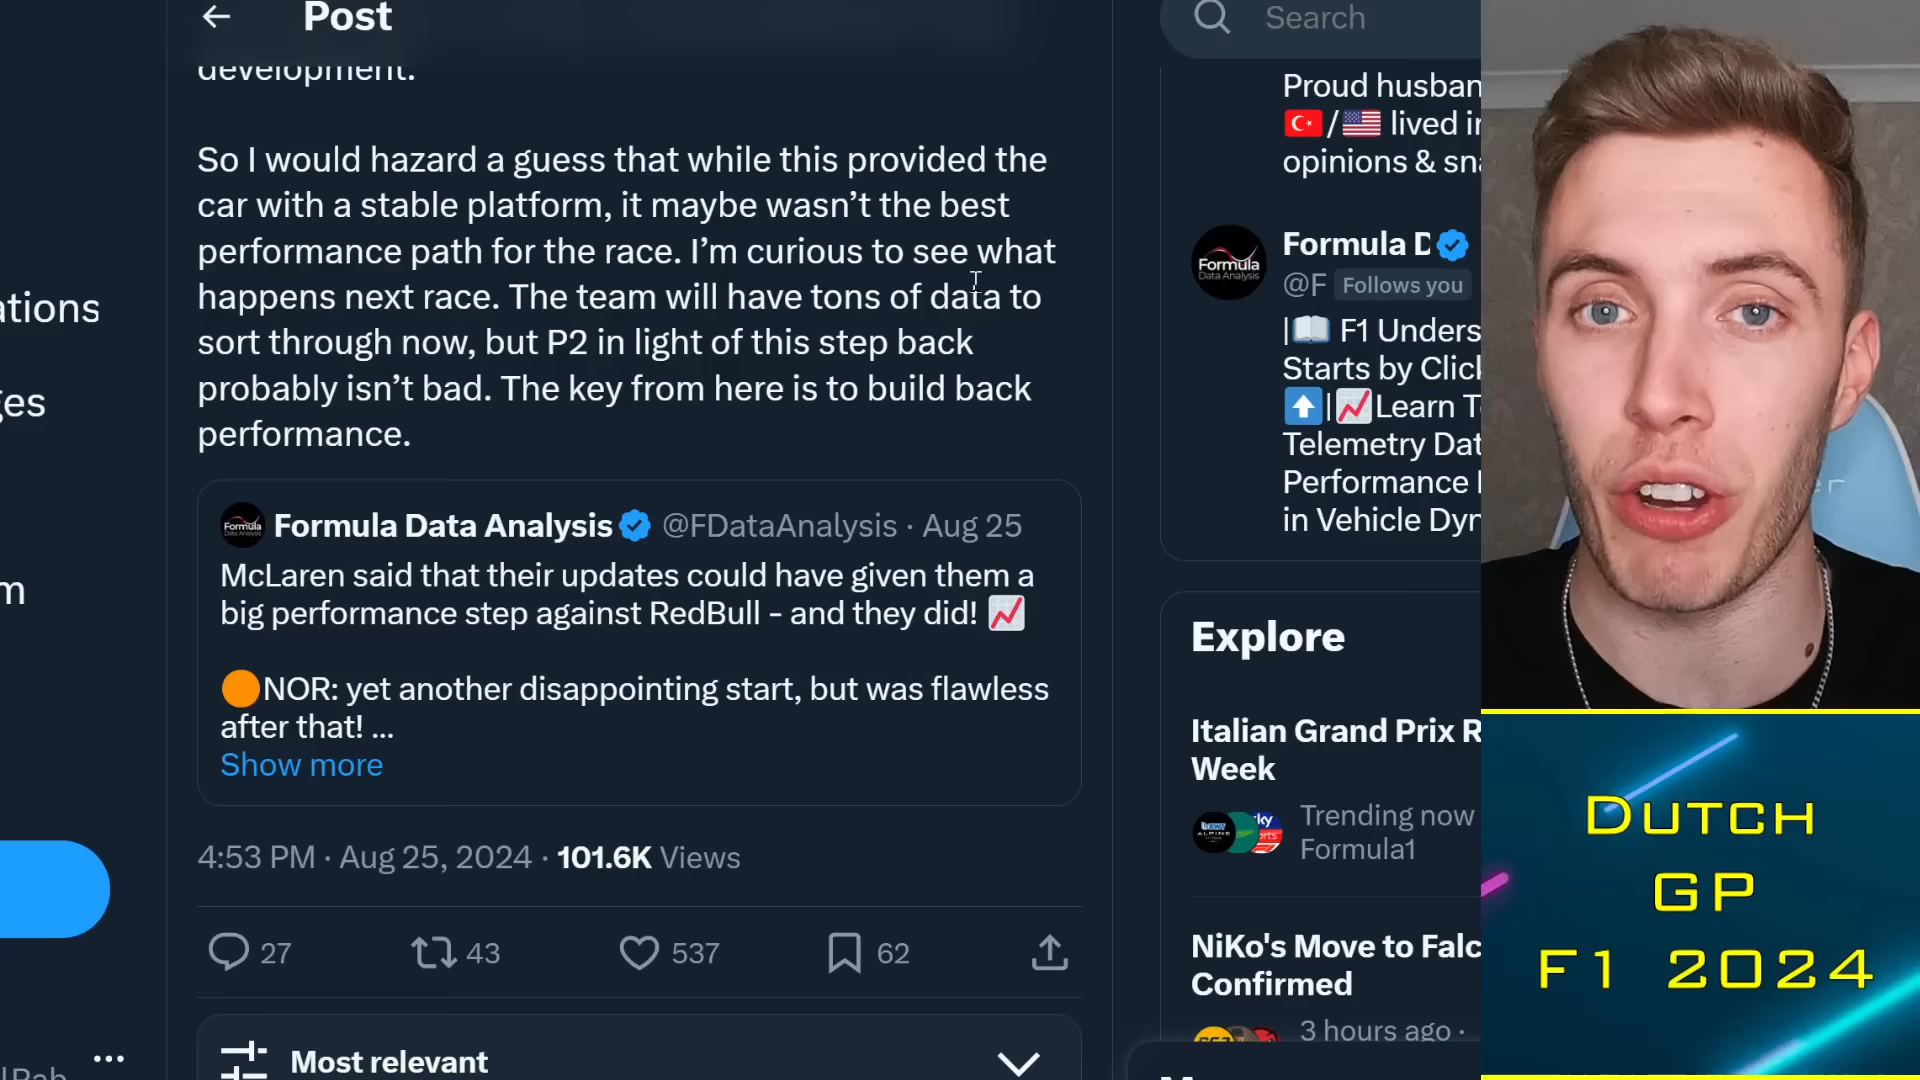 Post
Search
development.
So I would hazard a guess that while this provided the
car with a stable platform, it maybe wasn’t the best
performance path for the race. I’m curious to see what
happens next race. The team will have tons of data to
sort through now, but P2 in light of this step back
probably isn’t bad. The key from here is to build back
performance.
Formula Data Analysis @FDataAnalysis · Aug 25
McLaren said that their updates could have given them a
big performance step against RedBull - and they did!
NOR: yet another disappointing start, but was flawless
after that! ...
Show more
4:53 PM · Aug 25, 2024 · 101.6K Views
27 43 537 62
Most relevant
Proud husban
/ lived in
opinions & sna
Formula D
@F Follows you
| F1 Unders
Starts by Click
| Learn T
Telemetry Dat
Performance
in Vehicle Dyn
Explore
Italian Grand Prix R
Week
Trending now
Formula1
NiKo's Move to Falc
Confirmed
3 hours ago ·
ations
ges
m
DUTCH
GP
F1 2024